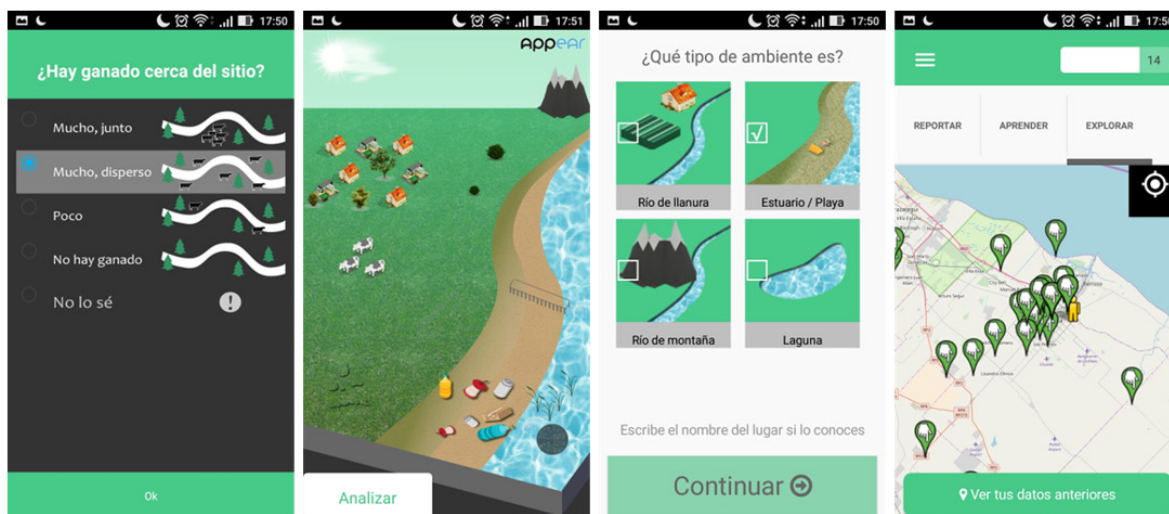 17:50
¿Hay ganado cerca del sitio?
Mucho, junto
Mucho, disperso
Poco
No hay ganado
No lo sé
Ok
17:51
AppEAR
Analizar
17:50
¿Qué tipo de ambiente es?
Río de llanura
Estuario / Playa
Río de montaña
Laguna
Escribe el nombre del lugar si lo conoces
Continuar
17:50
14
REPORTAR
APRENDER
EXPLORAR
Ver tus datos anteriores